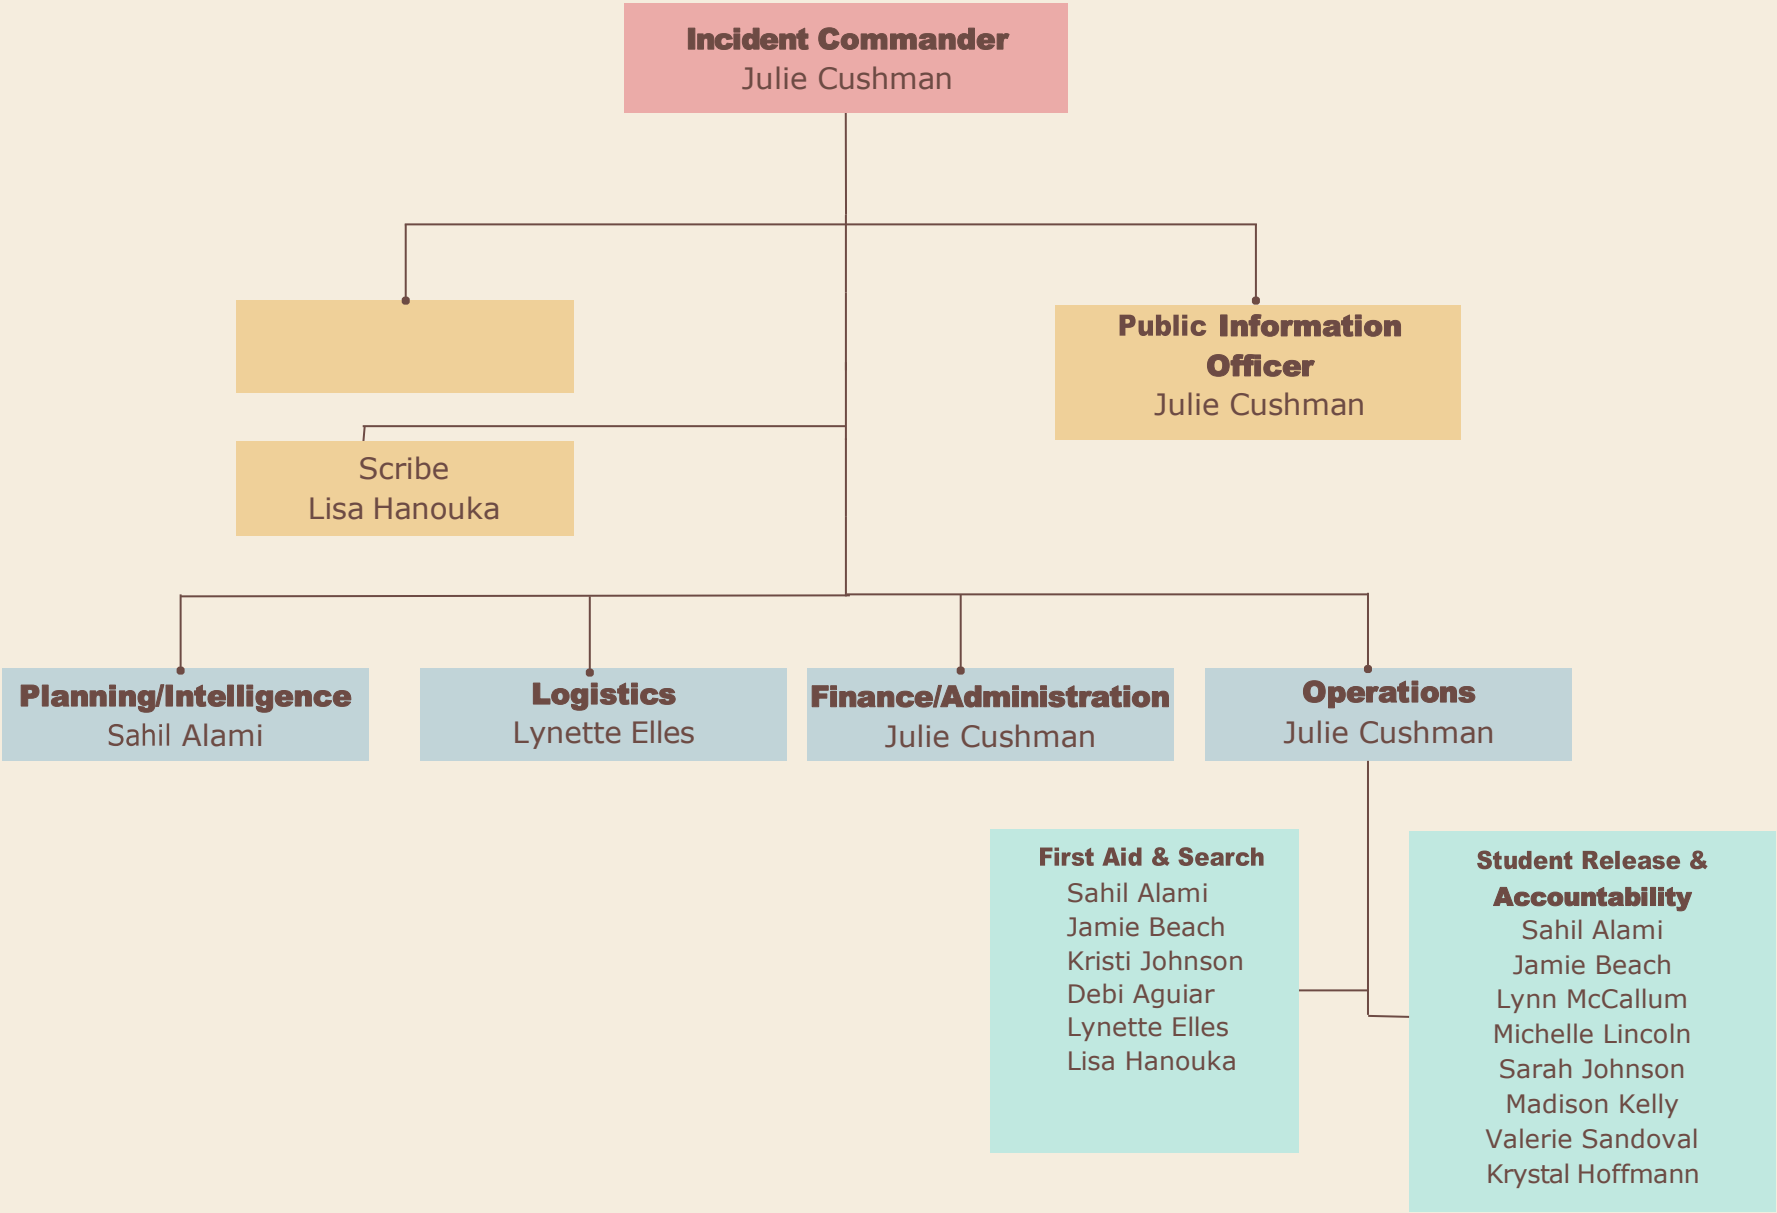 Incident Commander
Julie Cushman
Public Information
Officer
Julie Cushman
Scribe
Lisa Hanouka
Planning/Intelligence
Sahil Alami
Logistics
Lynette Elles
Finance/Administration
Julie Cushman
Operations
Julie Cushman
First Aid & Search
Sahil Alami
Jamie Beach
Kristi Johnson
Debi Aguiar
Lynette Elles
Lisa Hanouka
Student Release &
Accountability
Sahil Alami
Jamie Beach
Lynn McCallum
Michelle Lincoln
Sarah Johnson
Madison Kelly
Valerie Sandoval
Krystal Hoffmann